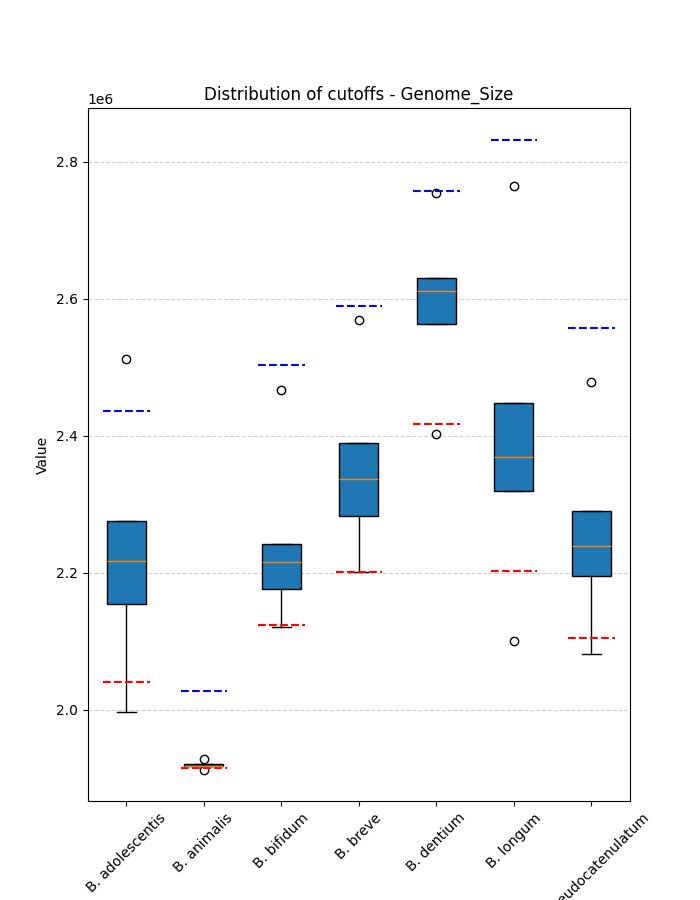 Distribution of cutoffs - Genome_Size
1e6
2.8
2.6
2.4
2.2
2.0
Value
B. adolescentis
B. animalis
B. bifidum
B. breve
B. dentium
B. longum
eudocatenulatum